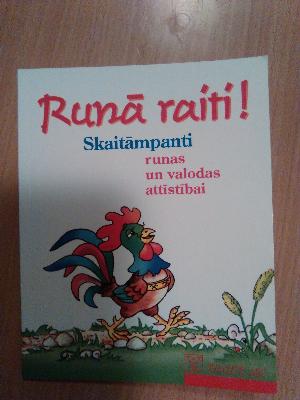 Runā raiti!
Skaitāmpanti
runas
un valodas
attīstībai